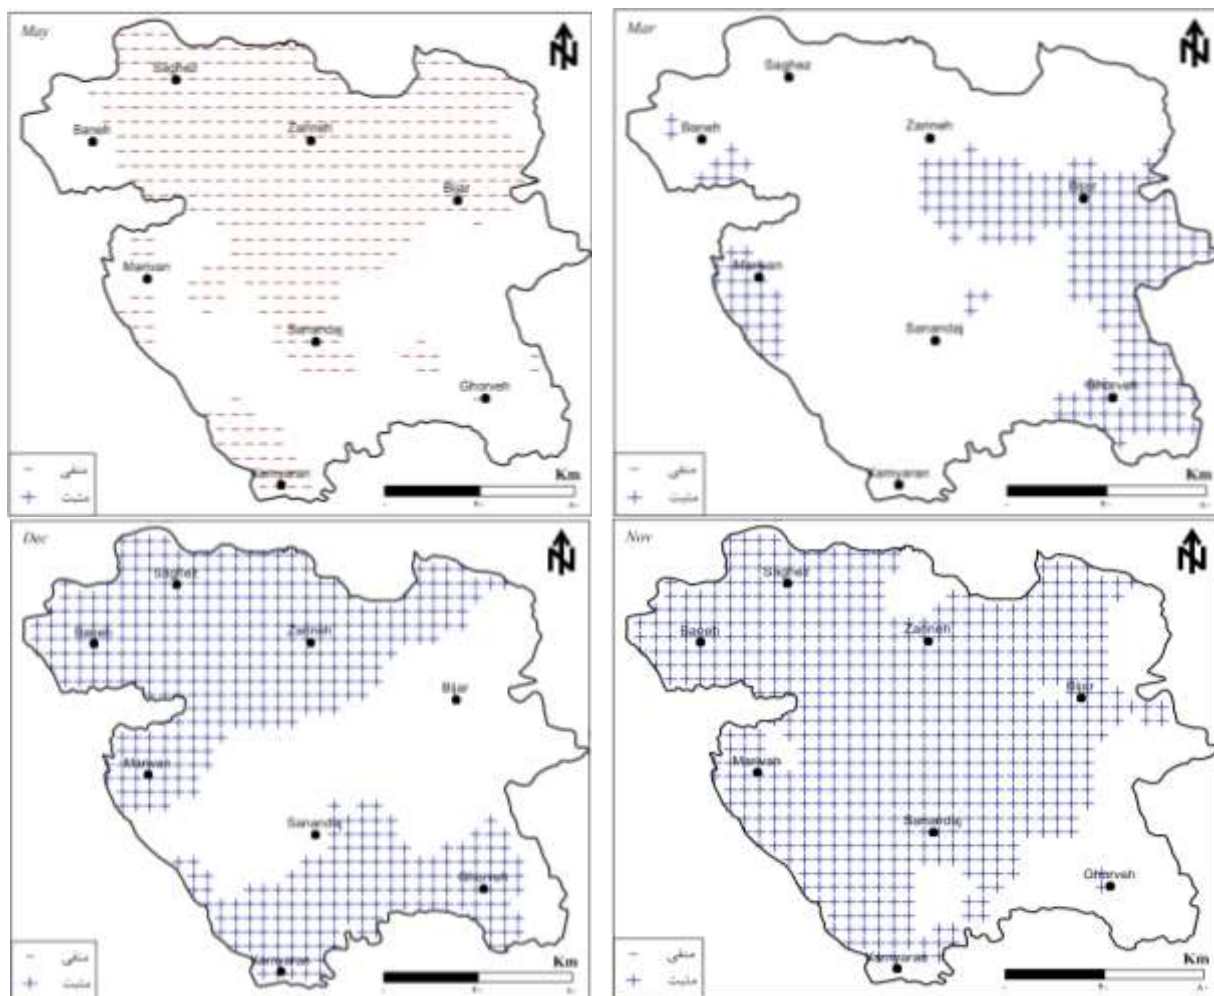 May
Saghez
Baneh
Zarineh
Bijar
Marivan
Sanandaj
Ghorveh
Kamyaran
منفی
مثبت
Km
Mar
Saghez
Baneh
Zarineh
Bijar
Marivan
Sanandaj
Ghorveh
Kamyaran
منفی
مثبت
Km
Dec
Saghez
Baneh
Zarineh
Bijar
Marivan
Sanandaj
Ghorveh
Kamyaran
منفی
مثبت
Km
Nov
Saghez
Baneh
Zarineh
Bijar
Marivan
Sanandaj
Ghorveh
Kamyaran
منفی
مثبت
Km